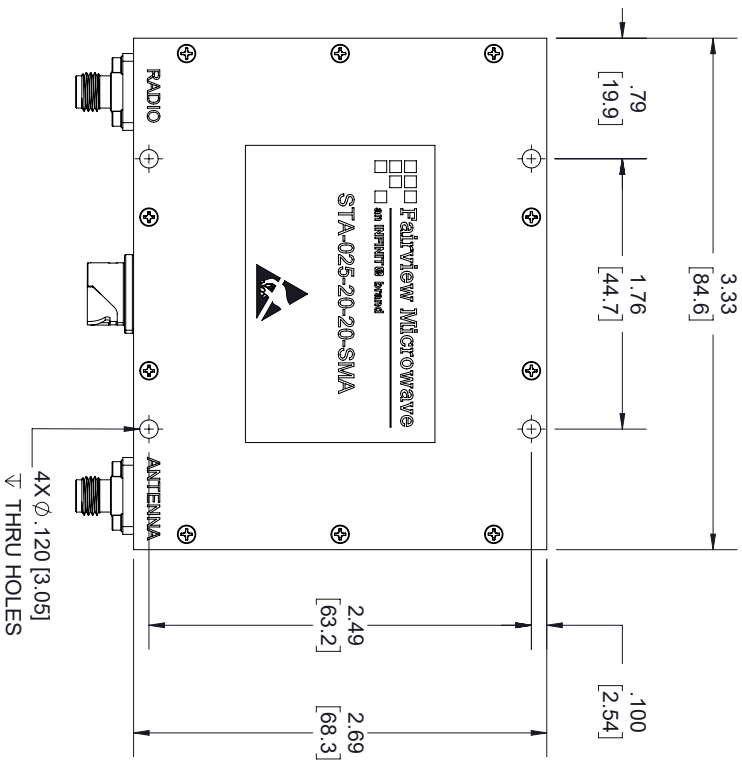 3.33
[84.6]
.79
[19.9]
1.76
[44.7]
.100
[2.54]
RADIO
ANTENNA
Fairview Microwave
an INFINIT® brand
STA-025-20-20-SMA
2.49
[63.2]
2.69
[68.3]
4X ⌀ .120 [3.05]
↧ THRU HOLES